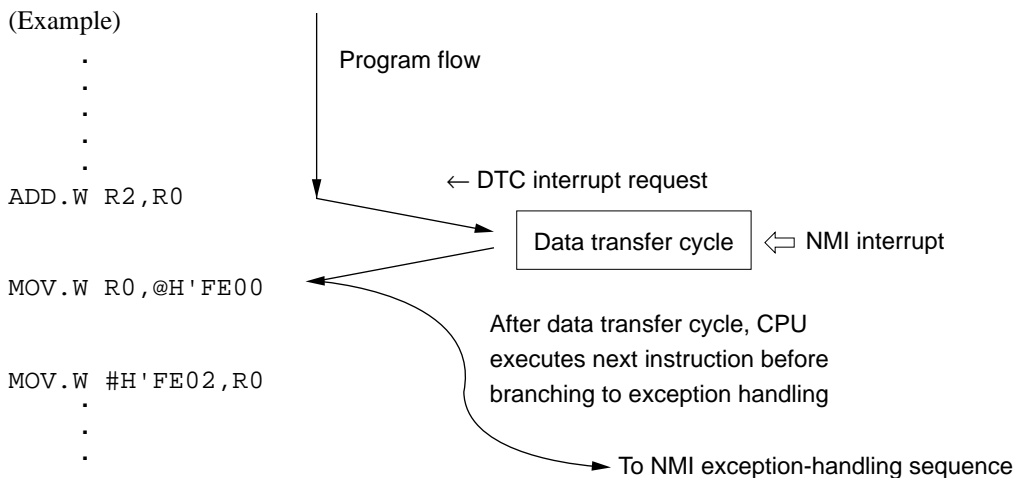 (Example)
Program flow
ADD.W R2,R0
← DTC interrupt request
Data transfer cycle
⇦ NMI interrupt
MOV.W R0,@H'FE00
After data transfer cycle, CPU
executes next instruction before
branching to exception handling
MOV.W #H'FE02,R0
To NMI exception-handling sequence